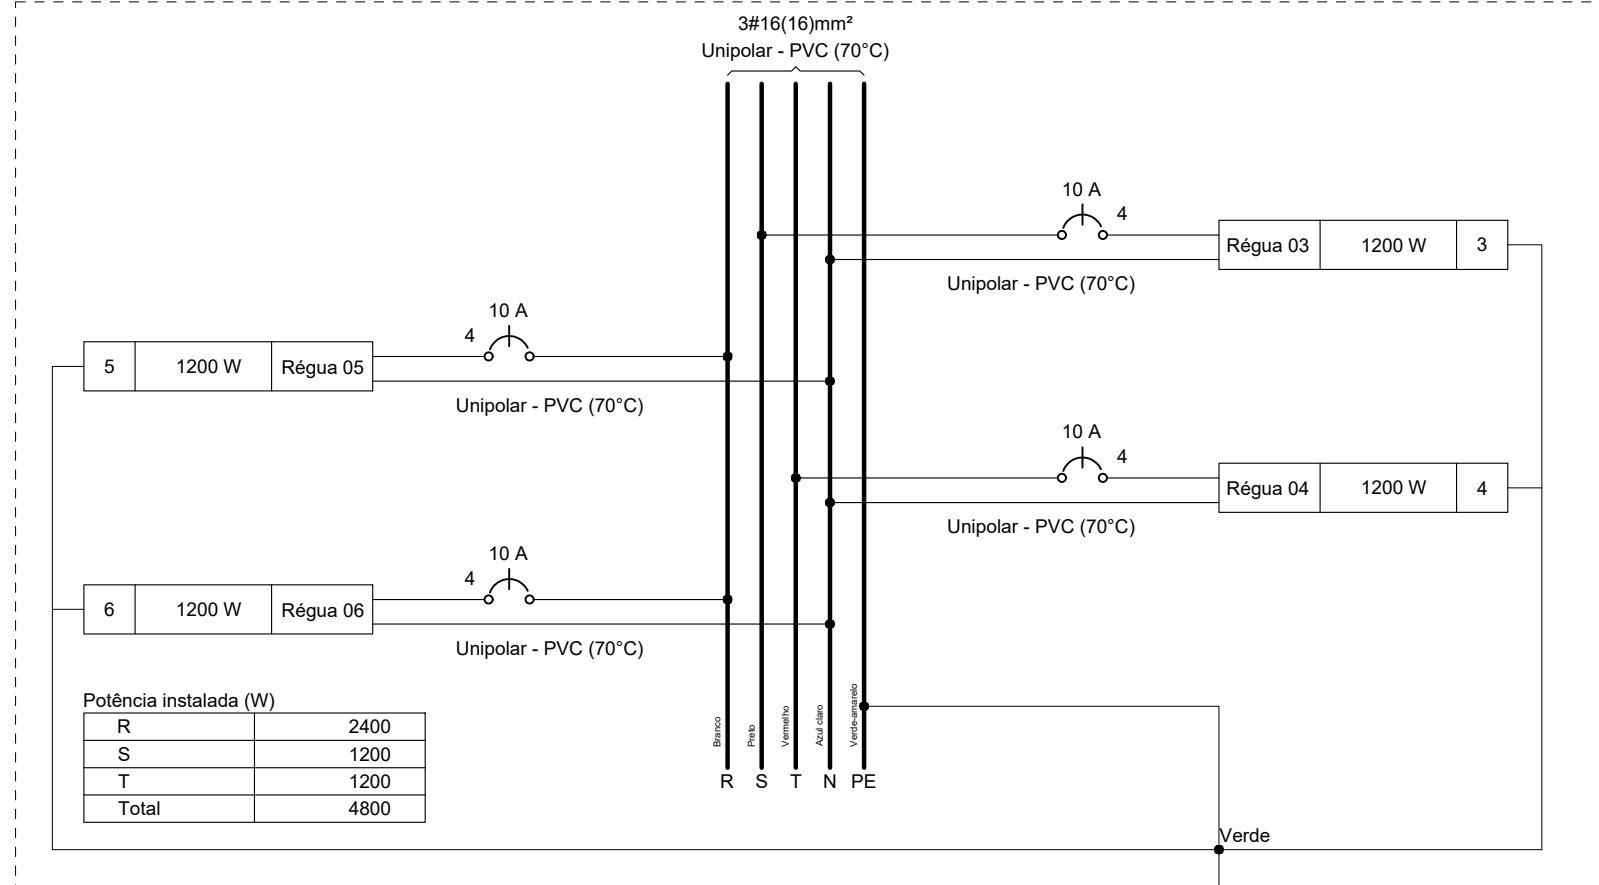 3#16(16)mm²
Unipolar - PVC (70°C)
10 A
4
Régua 03 1200 W 3
Unipolar - PVC (70°C)
10 A
4
5 1200 W Régua 05
Unipolar - PVC (70°C)
10 A
4
Régua 04 1200 W 4
Unipolar - PVC (70°C)
10 A
4
6 1200 W Régua 06
Unipolar - PVC (70°C)
Potência instalada (W)
R 2400
S 1200
T 1200
Total 4800
Branco
Preto
Vermelho
Azul claro
Verde-amarelo
R S T N PE
Verde